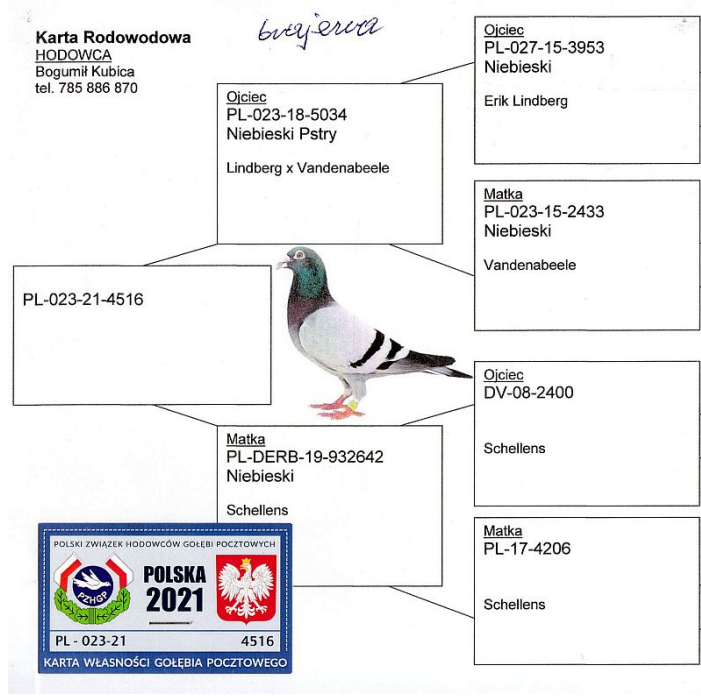 Karta Rodowodowa
HODOWCA
Bogumił Kubica
tel. 785 886 870
PL-023-21-4516
Ojciec
PL-023-18-5034
Niebieski Pstry
Lindberg x Vandenabeele
Matka
PL-DERB-19-932642
Niebieski
Schellens
Ojciec
PL-027-15-3953
Niebieski
Erik Lindberg
Matka
PL-023-15-2433
Niebieski
Vandenabeele
Ojciec
DV-08-2400
Schellens
Matka
PL-17-4206
Schellens
POLSKI ZWIĄZEK HODOWCÓW GOŁĘBI POCZTOWYCH
PZHGP
POLSKA
2021
PL - 023-21 4516
KARTA WŁASNOŚCI GOŁĘBIA POCZTOWEGO